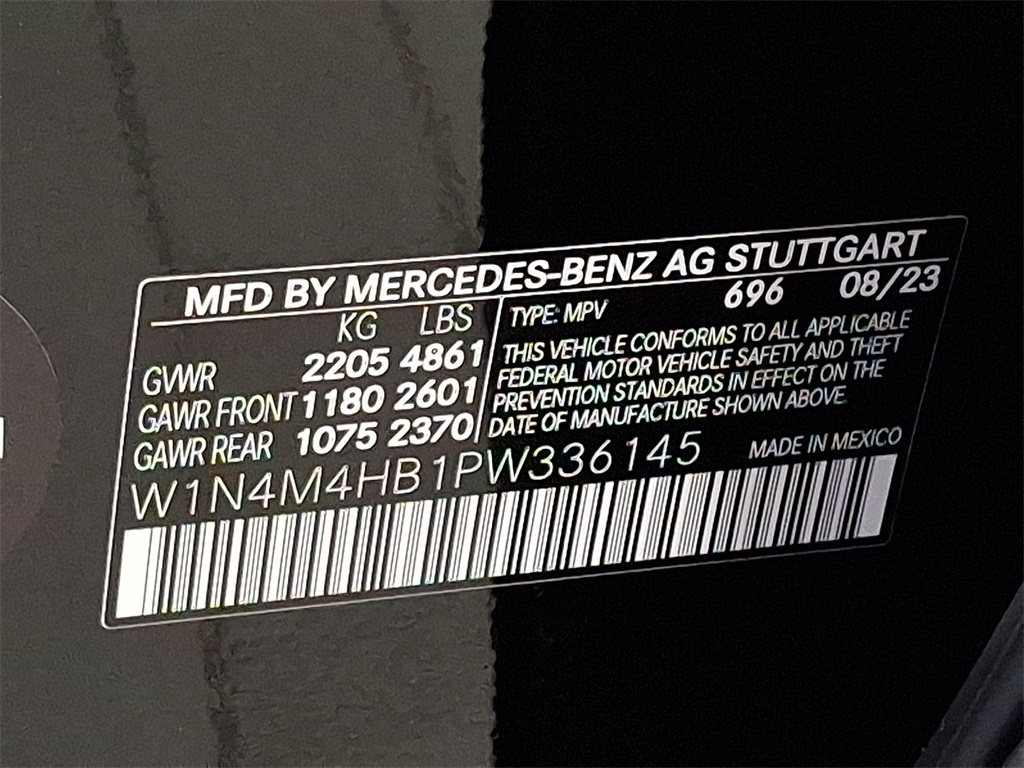 MFD BY MERCEDES-BENZ AG STUTTGART
KG LBS
GVWR 2205 4861
GAWR FRONT 1180 2601
GAWR REAR 1075 2370
TYPE: MPV 696 08/23
THIS VEHICLE CONFORMS TO ALL APPLICABLE
FEDERAL MOTOR VEHICLE SAFETY AND THEFT
PREVENTION STANDARDS IN EFFECT ON THE
DATE OF MANUFACTURE SHOWN ABOVE.
W1N4M4HB1PW336145 MADE IN MEXICO